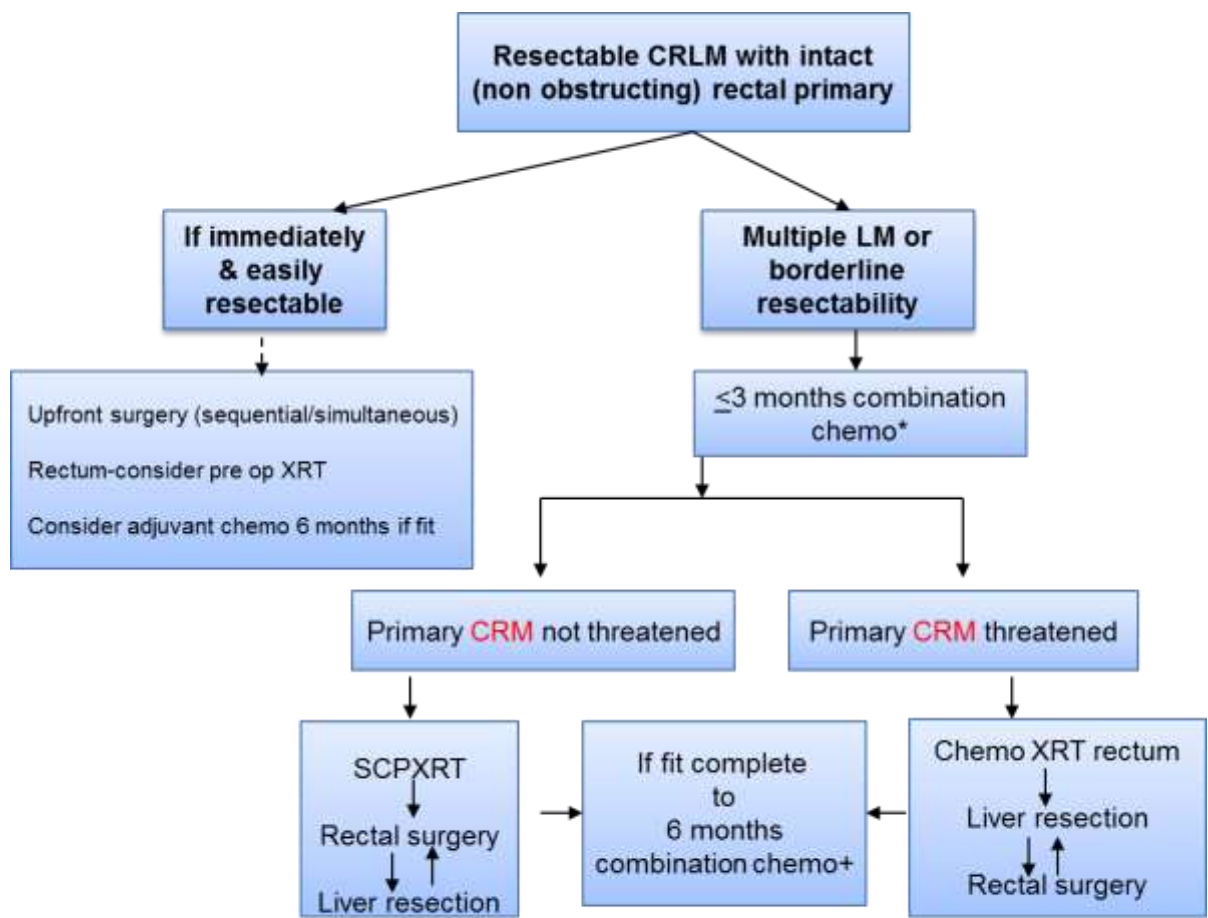 Resectable CRLM with intact
(non obstructing) rectal primary
If immediately
& easily
resectable
Multiple LM or
borderline
resectability
Upfront surgery (sequential/simultaneous)
Rectum-consider pre op XRT
Consider adjuvant chemo 6 months if fit
≤3 months combination
chemo*
Primary CRM not threatened
Primary CRM threatened
SCPXRT
Rectal surgery
Liver resection
If fit complete
to
6 months
combination chemo+
Chemo XRT rectum
Liver resection
Rectal surgery